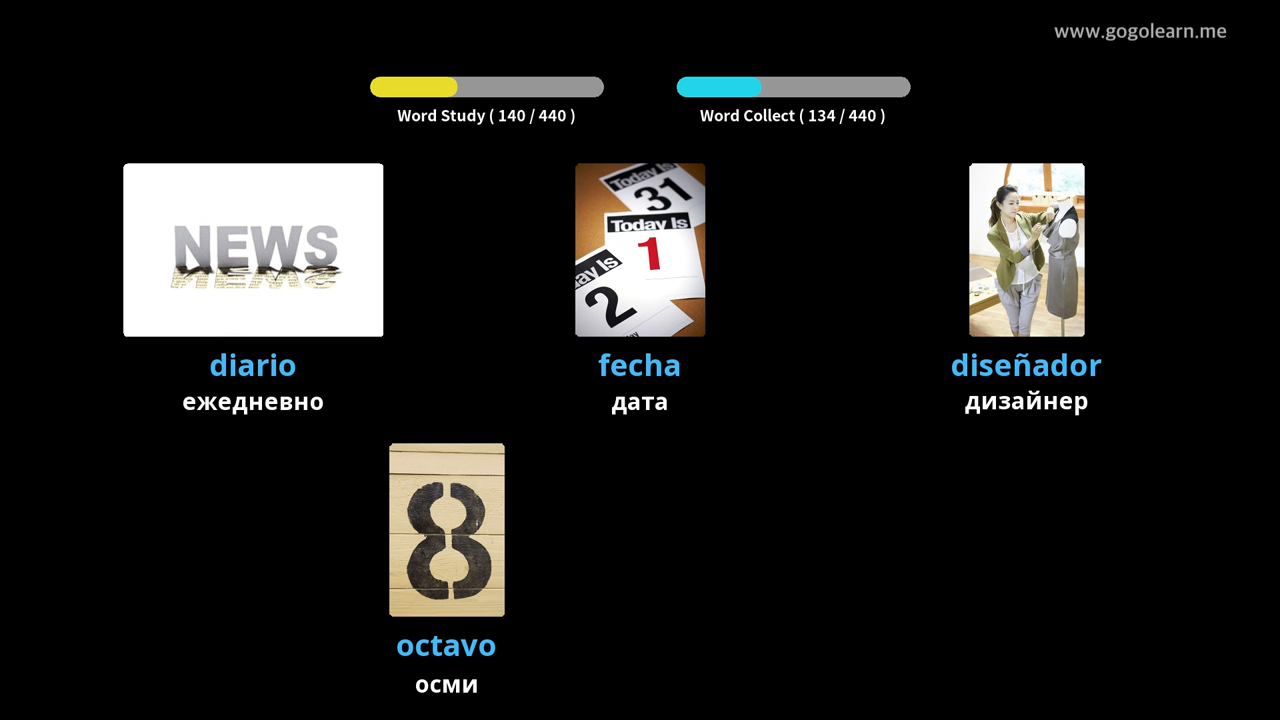 www.gogolearn.me
Word Study ( 140 / 440 )
Word Collect ( 134 / 440 )
NEWS
Today Is
31
Today Is
1
ay Is
2
diario
fecha
diseñador
ежедневно
дата
дизайнер
8
octavo
осми